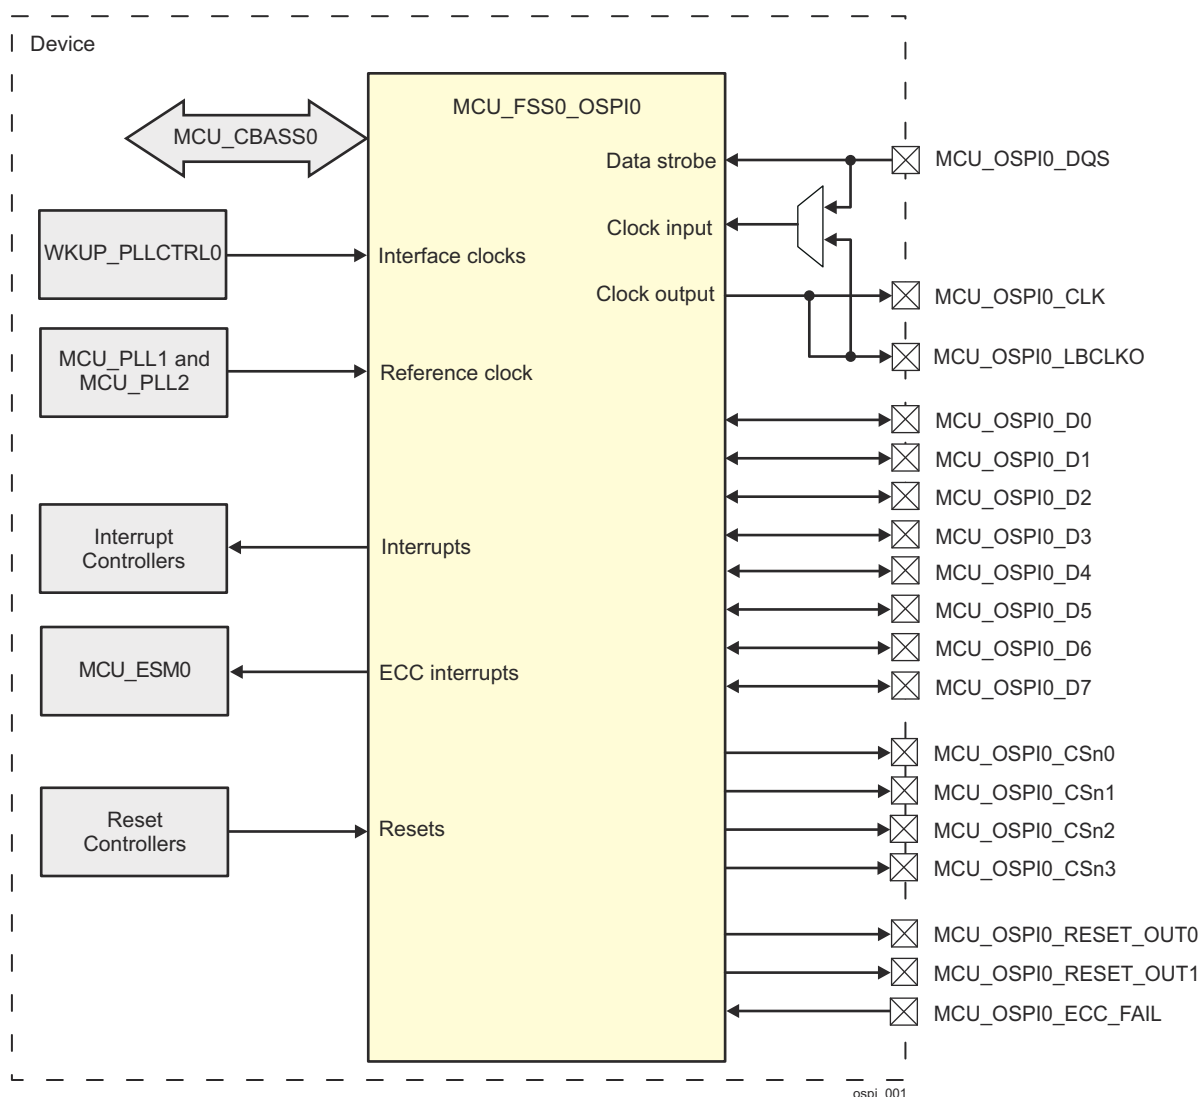 Device
MCU_FSS0_OSPI0
MCU_CBASS0
Data strobe
MCU_OSPI0_DQS
WKUP_PLLCTRL0
Interface clocks
Clock input
Clock output
MCU_OSPI0_CLK
MCU_PLL1 and
MCU_PLL2
Reference clock
MCU_OSPI0_LBCLKO
MCU_OSPI0_D0
MCU_OSPI0_D1
MCU_OSPI0_D2
MCU_OSPI0_D3
MCU_OSPI0_D4
MCU_OSPI0_D5
MCU_OSPI0_D6
MCU_OSPI0_D7
Interrupt
Controllers
Interrupts
MCU_ESM0
ECC interrupts
MCU_OSPI0_CSn0
MCU_OSPI0_CSn1
MCU_OSPI0_CSn2
MCU_OSPI0_CSn3
Reset
Controllers
Resets
MCU_OSPI0_RESET_OUT0
MCU_OSPI0_RESET_OUT1
MCU_OSPI0_ECC_FAIL
ospi_001